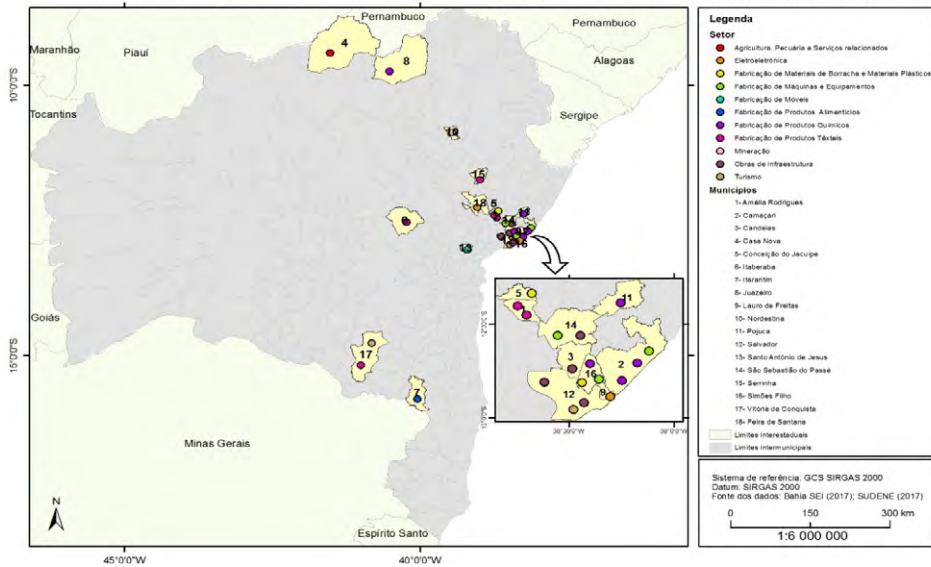 Pernambuco
Maranhão
Piauí
Pernambuco
Alagoas
Sergipe
Tocantins
Goiás
Minas Gerais
Espírito Santo
10°0'0"S
15°0'0"S
45°0'0"W
40°0'0"W
4
8
15
18
5
17
7
16
5
11
14
3
2
16
12
9
38°0'0"W
N
Legenda
Setor
Agricultura, Pecuária e Serviços relacionados
Eletroeletrônica
Fabricação de Materiais de Borracha e Materiais Plásticos
Fabricação de Máquinas e Equipamentos
Fabricação de Móveis
Fabricação de Produtos Alimentícios
Fabricação de Produtos Químicos
Fabricação de Produtos Têxteis
Mineração
Obras de Infraestrutura
Turismo
Municípios
1- Amélia Rodrigues
2- Camaçari
3- Candeias
4- Casa Nova
5- Conceição do Jacuípe
6- Itaberaba
7- Itarantim
8- Juazeiro
9- Lauro de Freitas
10- Nordestina
11- Pojuca
12- Salvador
13- Santo Antônio de Jesus
14- São Sebastião do Passé
15- Serrinha
16- Simões Filho
17- Vitória da Conquista
18- Feira de Santana
Limites interestaduais
Limites intermunicipais
Sistema de referência: GCS SIRGAS 2000
Datum: SIRGAS 2000
Fonte dos dados: Bahia SEI (2017); SUDENE (2017)
0 150 300 km
1:6 000 000